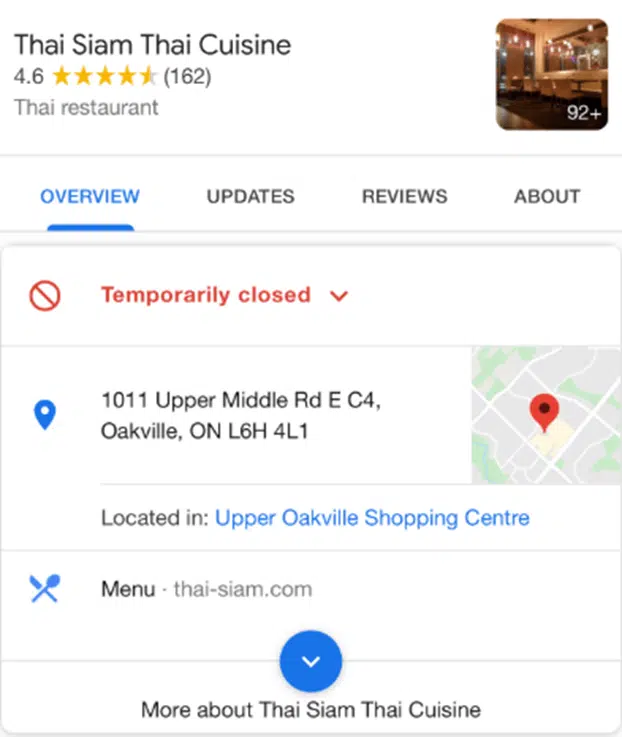 Thai Siam Thai Cuisine
4.6 (162)
Thai restaurant
92+
OVERVIEW UPDATES REVIEWS ABOUT
Temporarily closed
1011 Upper Middle Rd E C4,
Oakville, ON L6H 4L1
Located in: Upper Oakville Shopping Centre
Menu · thai-siam.com
More about Thai Siam Thai Cuisine